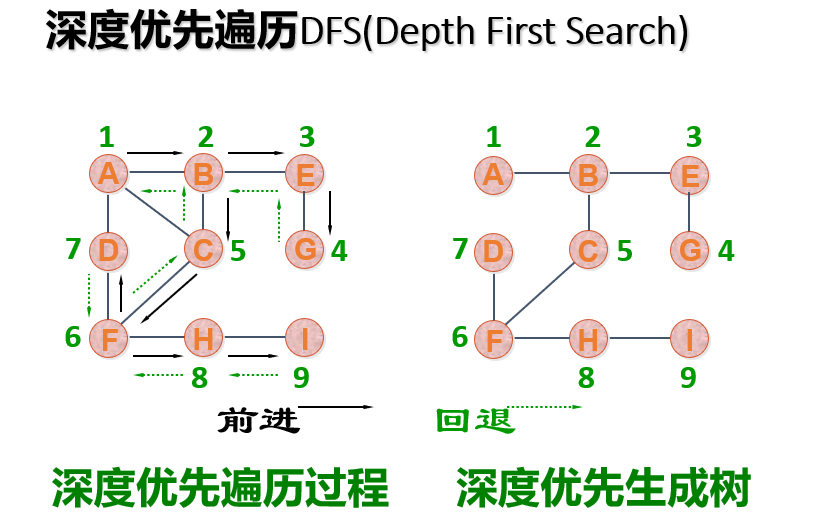 深度优先遍历DFS(Depth First Search)
1 2 3 1 2 3
A B E A B E
7 D C 5 G 4 7 D C 5 G 4
6 F H I 6 F H I
8 9 8 9
前进 回退
深度优先遍历过程 深度优先生成树